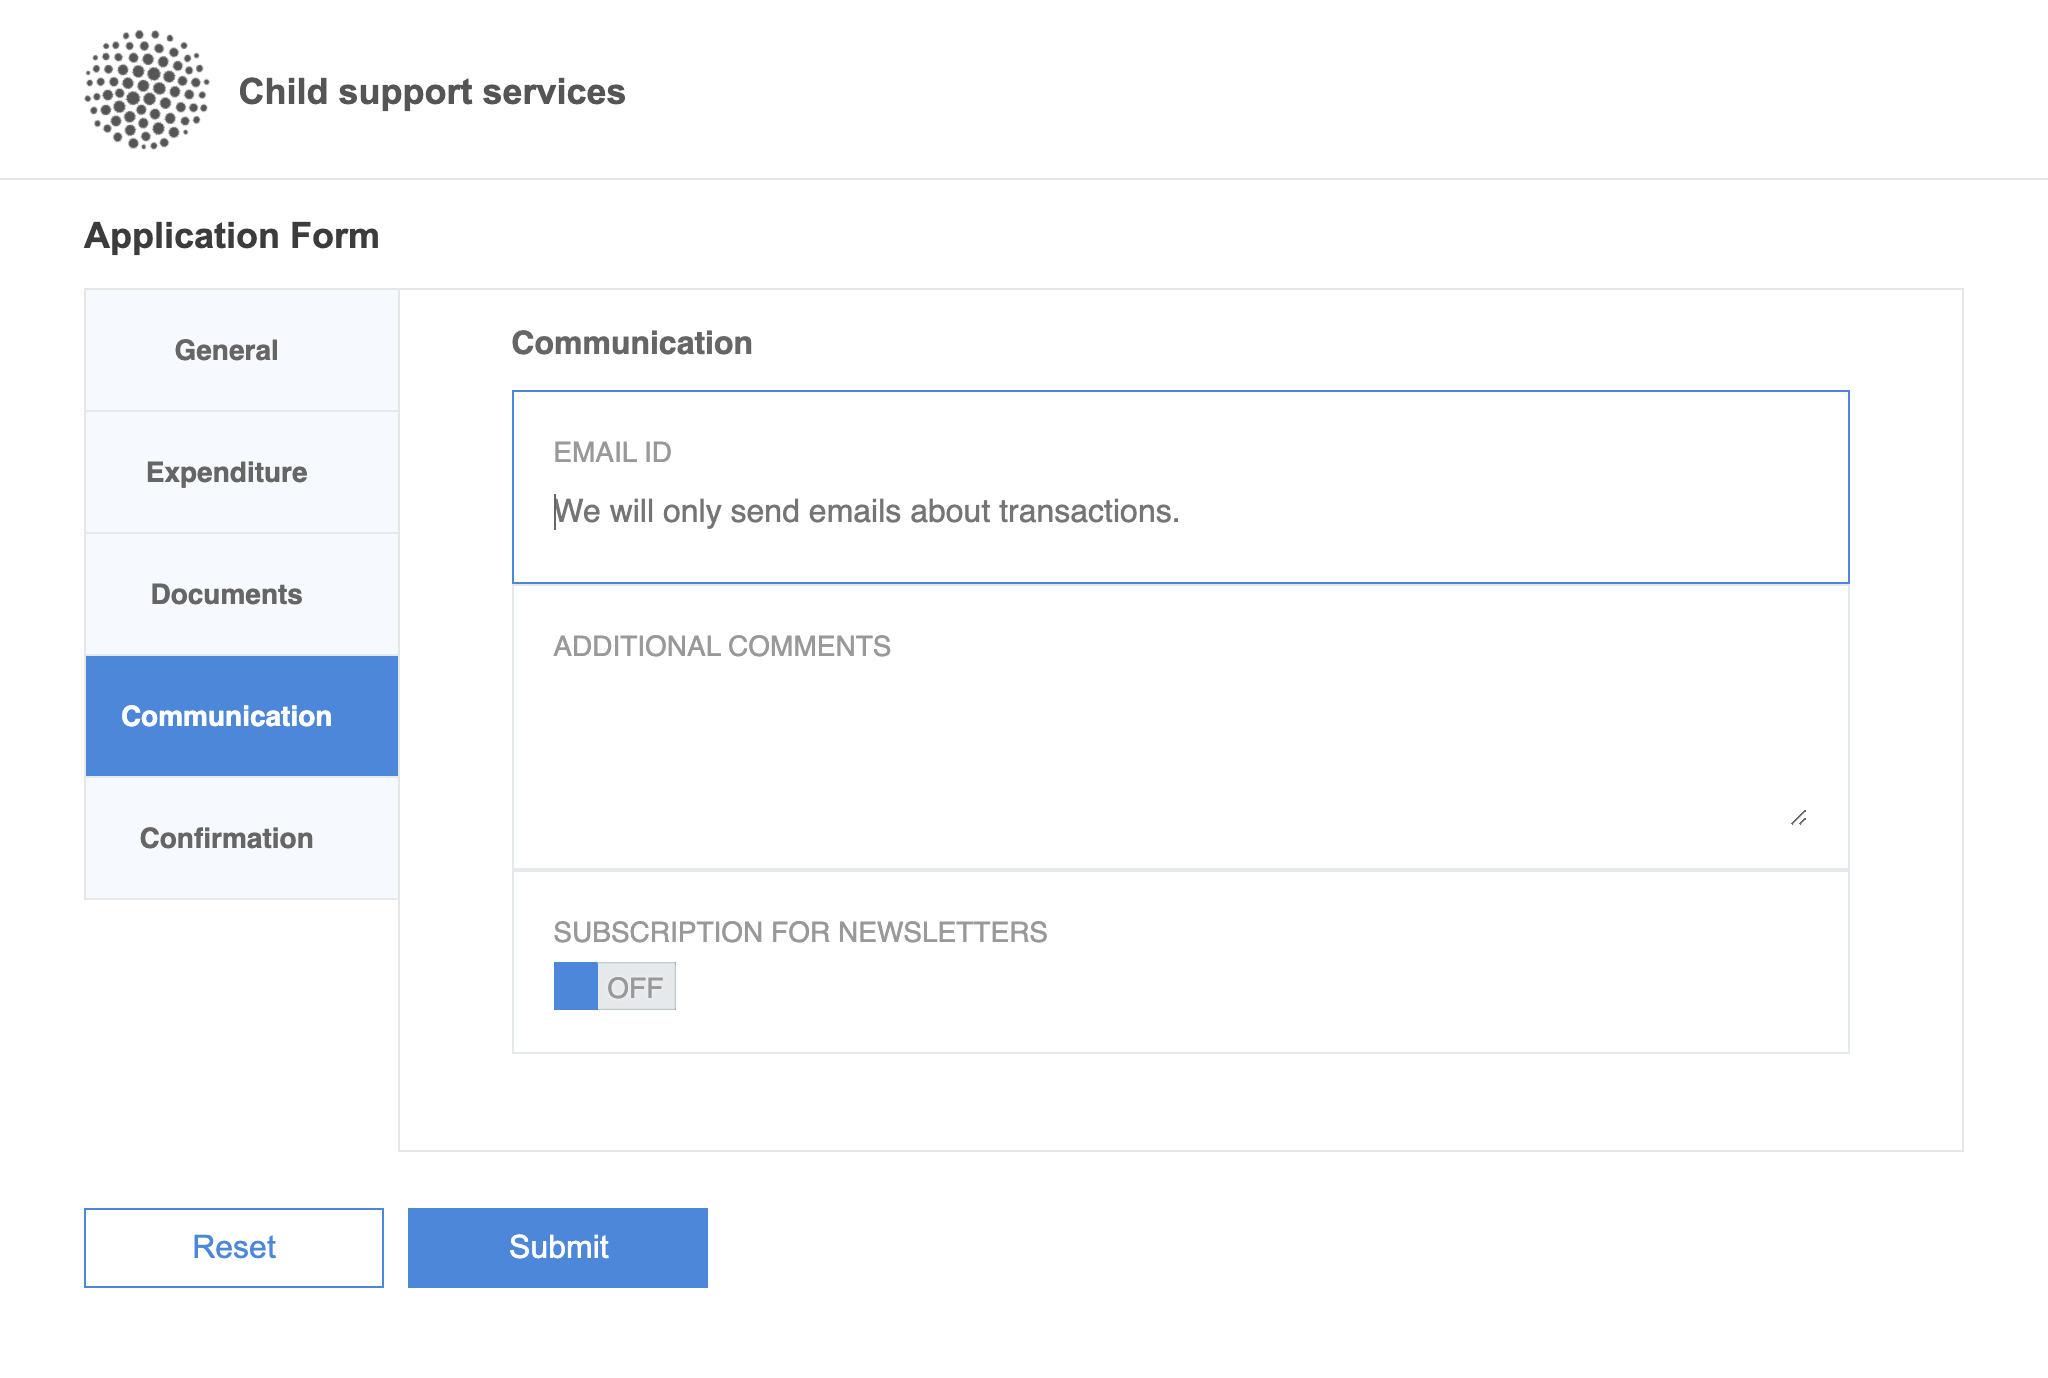 Child support services
Application Form
General
Expenditure
Documents
Communication
Confirmation
Communication
EMAIL ID
We will only send emails about transactions.
ADDITIONAL COMMENTS
SUBSCRIPTION FOR NEWSLETTERS
OFF
Reset
Submit